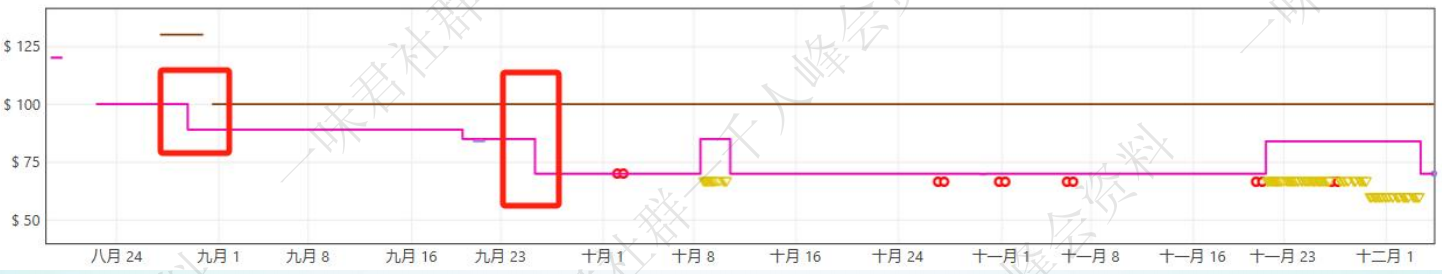 $ 125
$ 100
$ 75
$ 50
八月 24 九月 1 九月 8 九月 16 九月 23 十月 1 十月 8 十月 16 十月 24 十一月 1 十一月 8 十一月 16 十一月 23 十二月 1
一味君社群一千人峰会资料